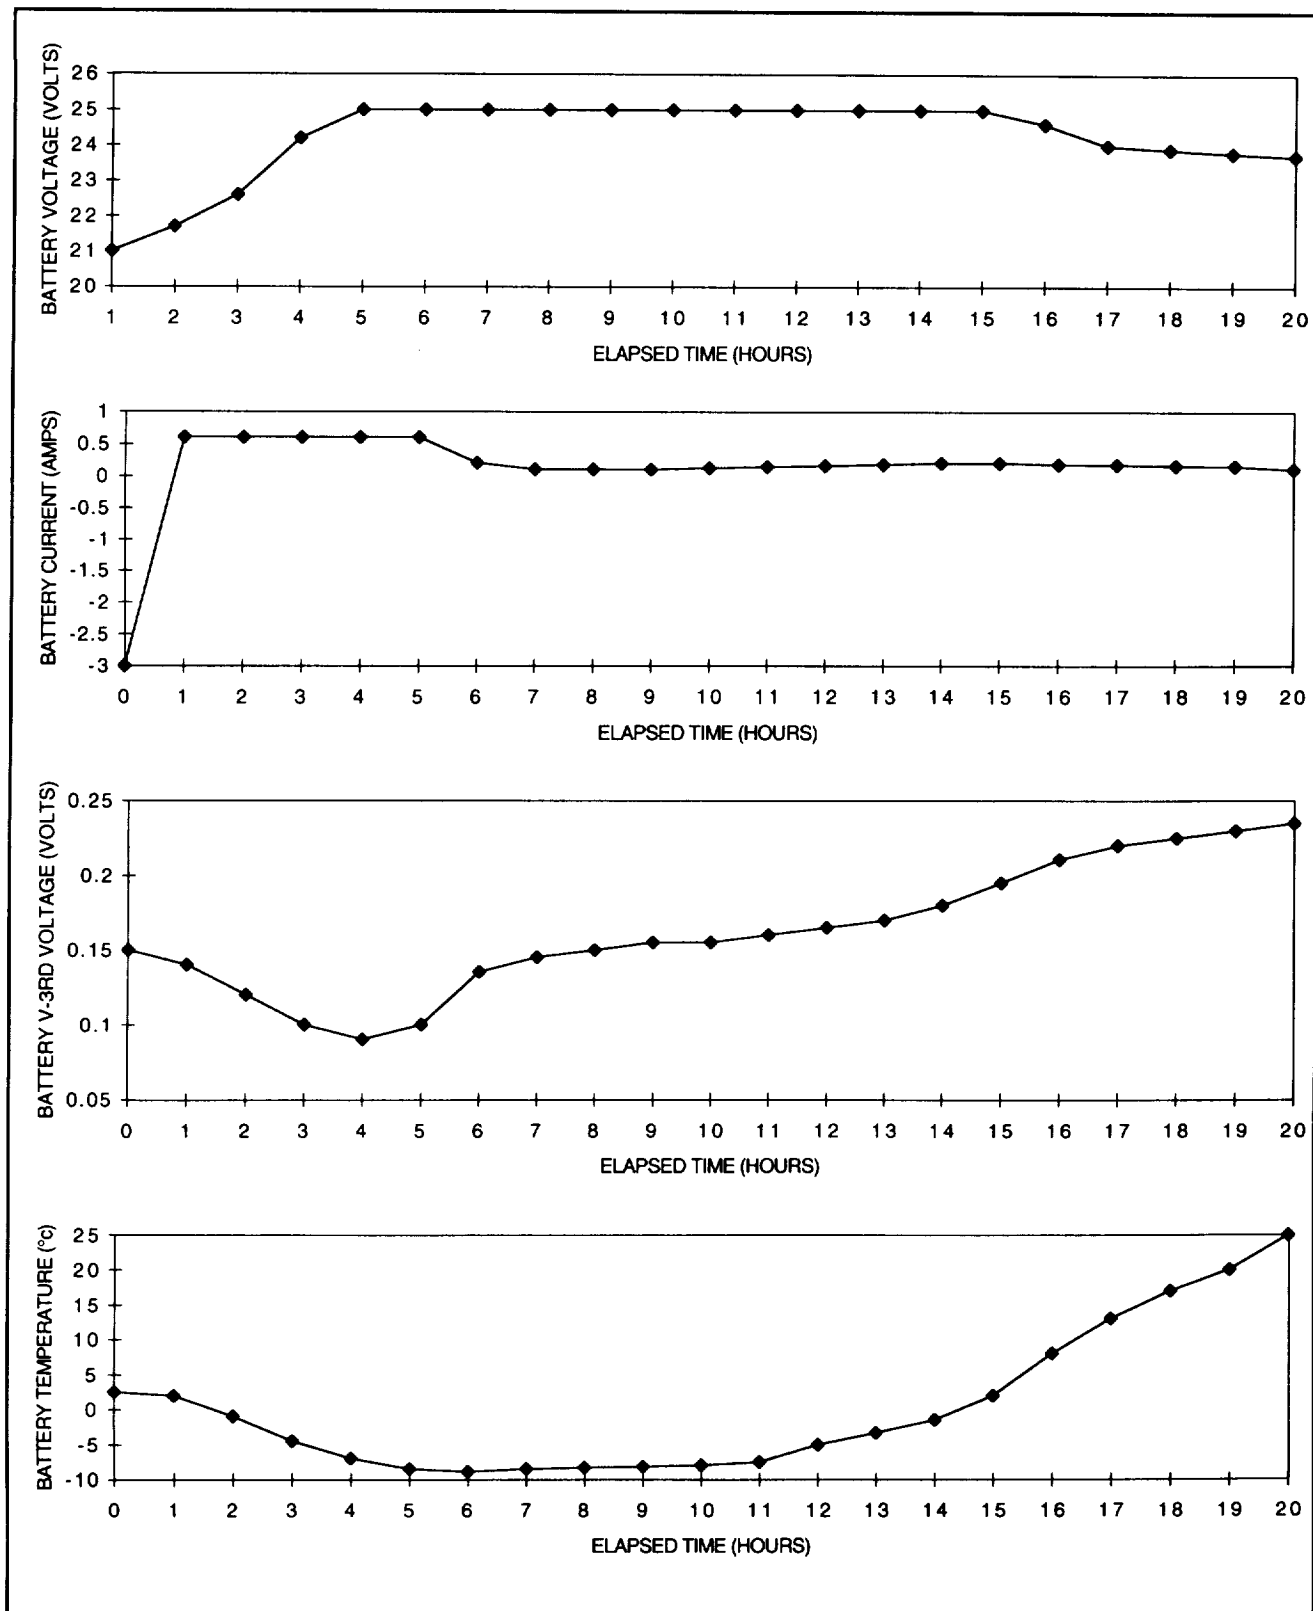 BATTERY VOLTAGE (VOLTS)
26
25
24
23
22
21
20
1 2 3 4 5 6 7 8 9 10 11 12 13 14 15 16 17 18 19 20
ELAPSED TIME (HOURS)
BATTERY CURRENT (AMPS)
1
0.5
0
-0.5
-1
-1.5
-2
-2.5
-3
0 1 2 3 4 5 6 7 8 9 10 11 12 13 14 15 16 17 18 19 20
ELAPSED TIME (HOURS)
BATTERY V-3RD VOLTAGE (VOLTS)
0.25
0.2
0.15
0.1
0.05
0 1 2 3 4 5 6 7 8 9 10 11 12 13 14 15 16 17 18 19 20
ELAPSED TIME (HOURS)
BATTERY TEMPERATURE (°c)
25
20
15
10
5
0
-5
-10
0 1 2 3 4 5 6 7 8 9 10 11 12 13 14 15 16 17 18 19 20
ELAPSED TIME (HOURS)